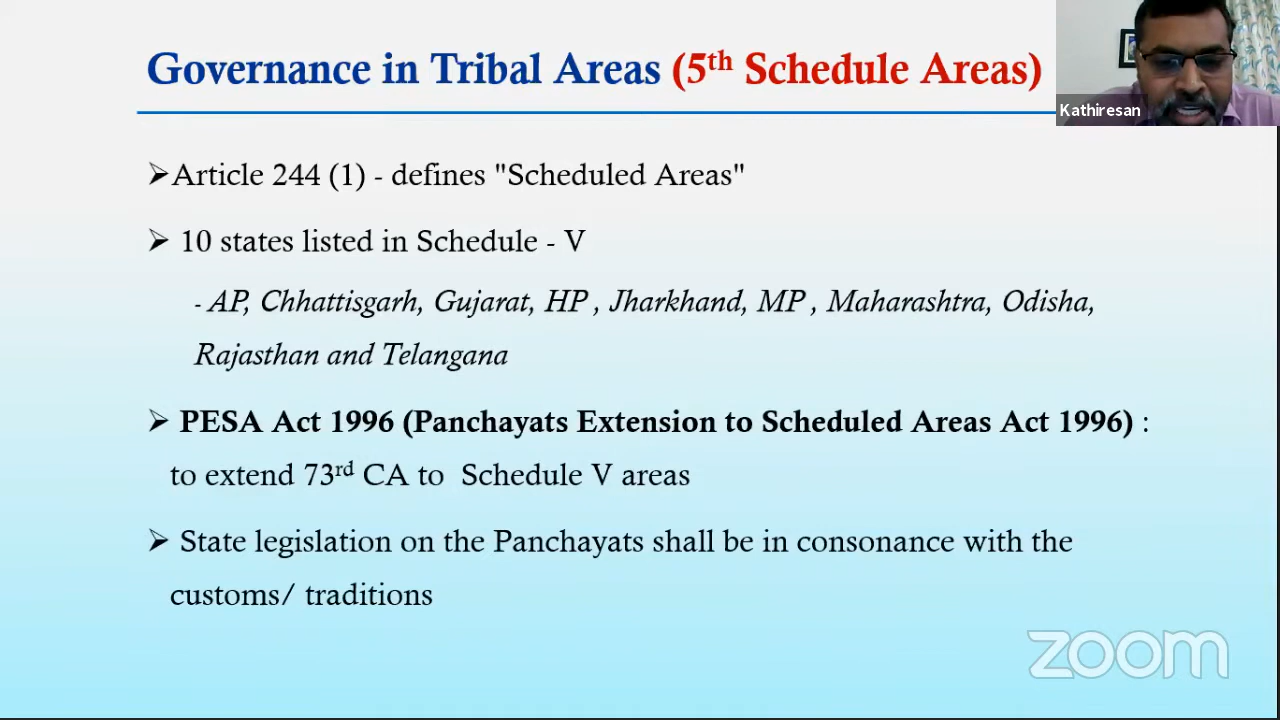 Governance in Tribal Areas (5th Schedule Areas)
Kathiresan
➢Article 244 (1) - defines "Scheduled Areas"
➢ 10 states listed in Schedule - V
- AP, Chhattisgarh, Gujarat, HP , Jharkhand, MP , Maharashtra, Odisha,
Rajasthan and Telangana
➢ PESA Act 1996 (Panchayats Extension to Scheduled Areas Act 1996) :
to extend 73rd CA to Schedule V areas
➢ State legislation on the Panchayats shall be in consonance with the
customs/ traditions
zoom